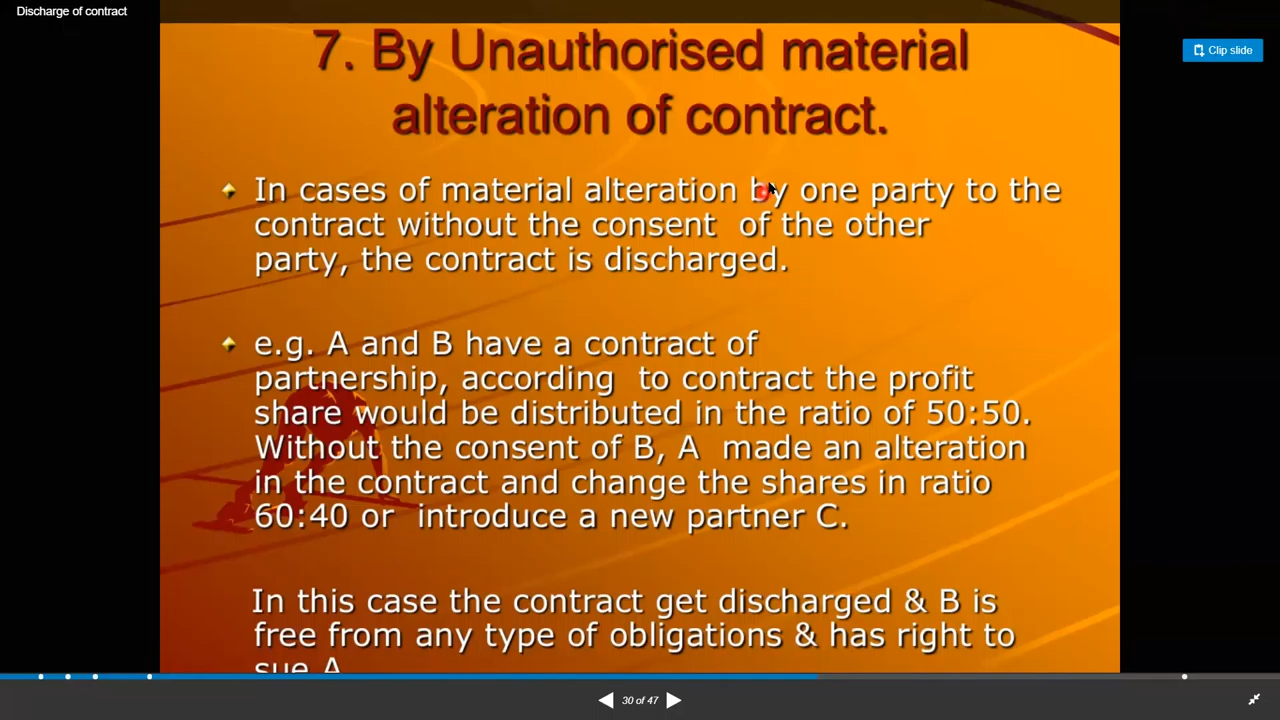 Discharge of contract
Clip slide
7. By Unauthorised material
alteration of contract.
In cases of material alteration by one party to the
contract without the consent of the other
party, the contract is discharged.
e.g. A and B have a contract of
partnership, according to contract the profit
share would be distributed in the ratio of 50:50.
Without the consent of B, A made an alteration
in the contract and change the shares in ratio
60:40 or introduce a new partner C.
In this case the contract get discharged & B is
free from any type of obligations & has right to
sue A
30 of 47